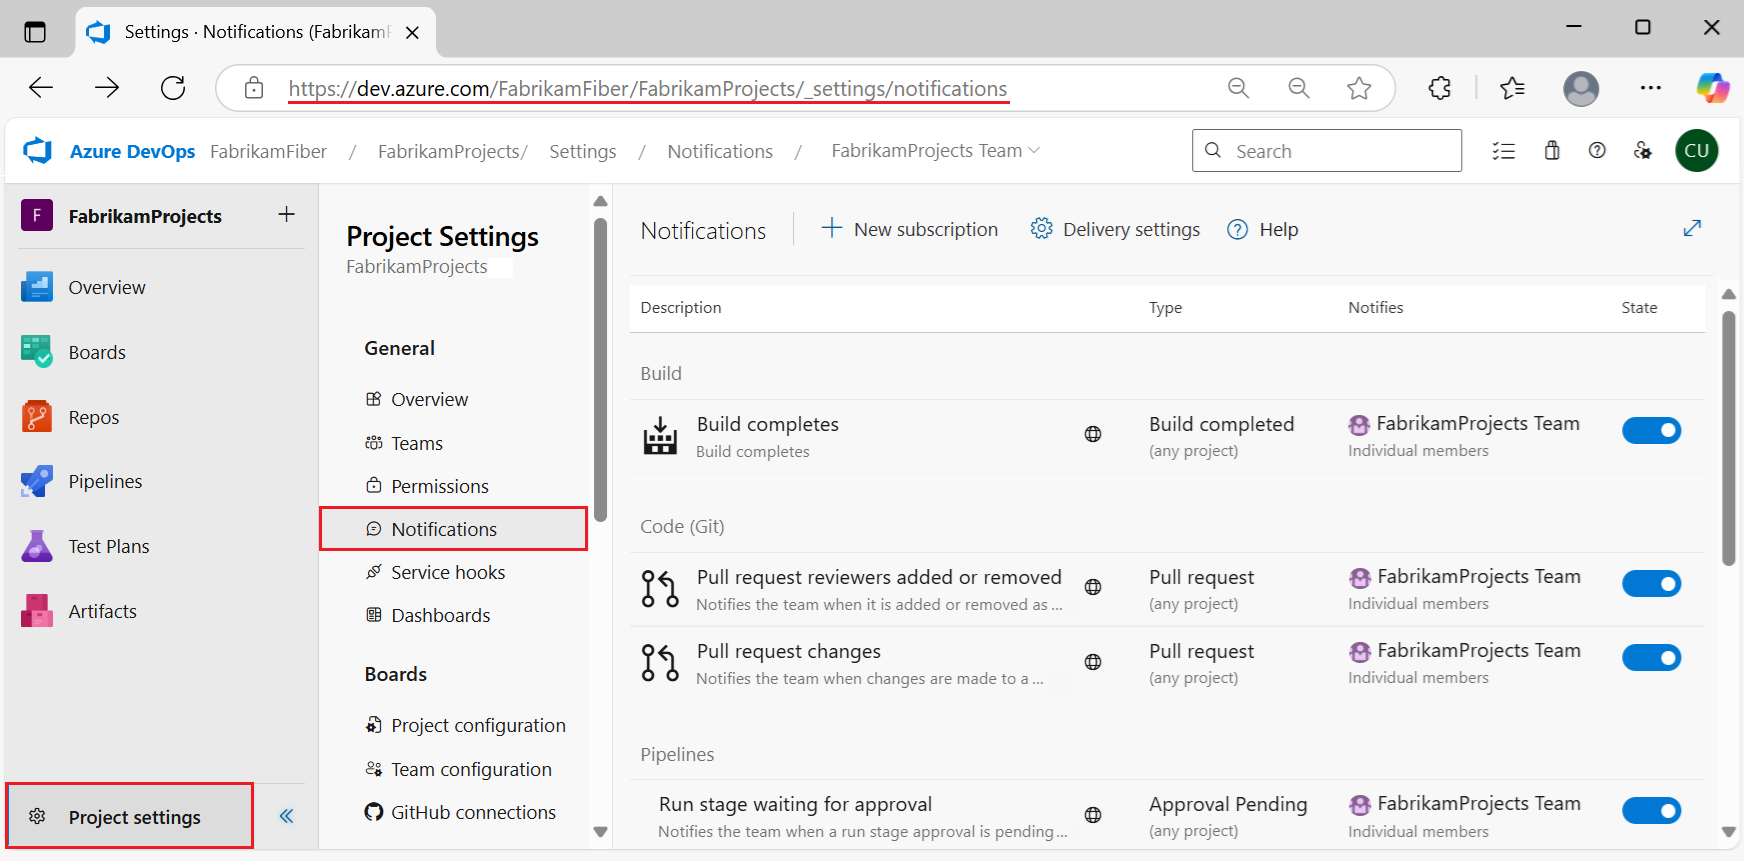 Settings · Notifications (Fabrikam
https://dev.azure.com/FabrikamFiber/FabrikamProjects/_settings/notifications
Azure DevOps FabrikamFiber / FabrikamProjects/ Settings / Notifications / FabrikamProjects Team
Search
CU
F FabrikamProjects
Overview
Boards
Repos
Pipelines
Test Plans
Artifacts
Project settings
Project Settings
FabrikamProjects
General
Overview
Teams
Permissions
Notifications
Service hooks
Dashboards
Boards
Project configuration
Team configuration
GitHub connections
Notifications New subscription Delivery settings Help
Description Type Notifies State
Build
Build completes Build completed FabrikamProjects Team
Build completes (any project) Individual members
Code (Git)
Pull request reviewers added or removed Pull request FabrikamProjects Team
Notifies the team when it is added or removed as ... (any project) Individual members
Pull request changes Pull request FabrikamProjects Team
Notifies the team when changes are made to a ... (any project) Individual members
Pipelines
Run stage waiting for approval Approval Pending FabrikamProjects Team
Notifies the team when a run stage approval is pending... (any project) Individual members